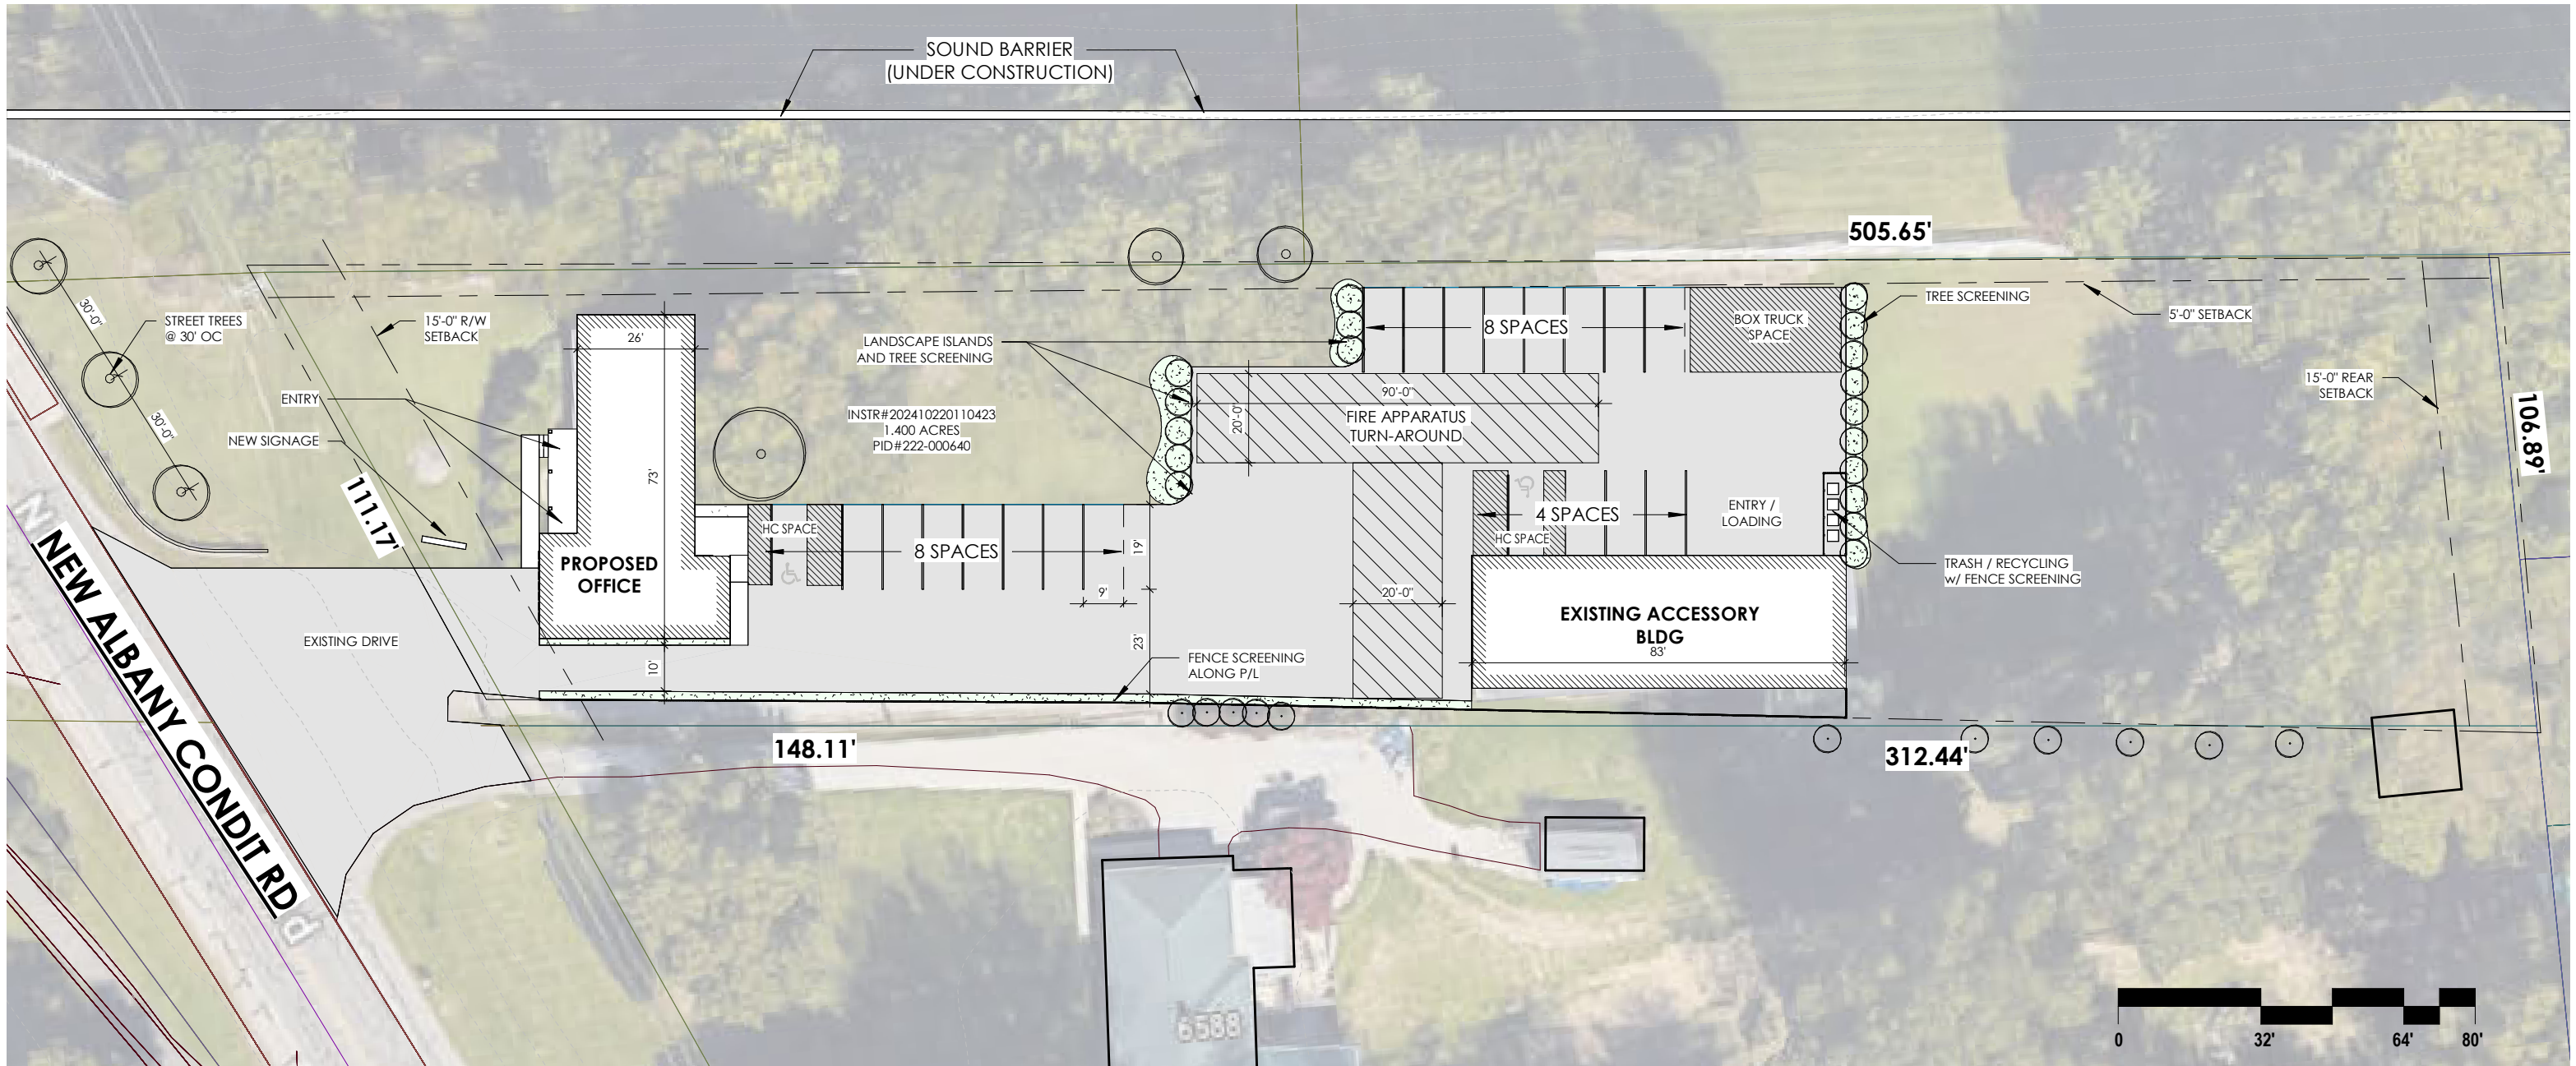 SOUND BARRIER
(UNDER CONSTRUCTION)
505.65'
30'-0"
STREET TREES
@ 30' OC
15'-0" R/W
SETBACK
26'
LANDSCAPE ISLANDS
AND TREE SCREENING
8 SPACES
BOX TRUCK
SPACE
TREE SCREENING
5'-0" SETBACK
ENTRY
30'-0"
NEW SIGNAGE
73'
INSTR#202410220110423
1.400 ACRES
PID#222-000640
90'-0"
20'-0"
FIRE APPARATUS
TURN-AROUND
15'-0" REAR
SETBACK
106.89'
111.17'
HC SPACE
8 SPACES
19'
9'
4 SPACES
HC SPACE
ENTRY /
LOADING
PROPOSED
OFFICE
20'-0"
TRASH / RECYCLING
w/ FENCE SCREENING
EXISTING ACCESSORY
BLDG
83'
EXISTING DRIVE
10'
23'
FENCE SCREENING
ALONG P/L
NEW ALBANY CONDIT RD
148.11'
312.44'
6588
0 32' 64' 80'